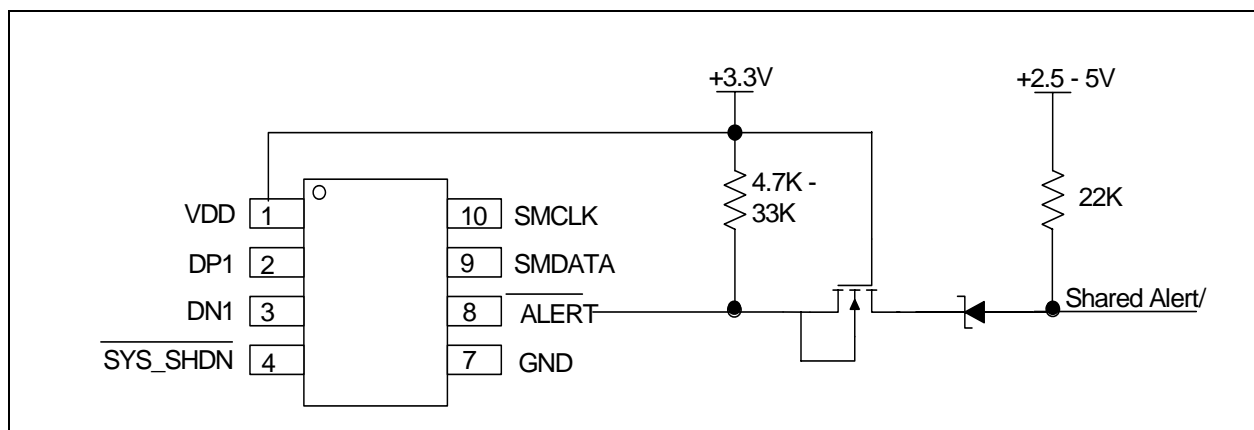 +3.3V
+2.5 - 5V
4.7K -
33K
22K
VDD 1
10 SMCLK
DP1 2
9 SMDATA
DN1 3
8 ALERT
Shared Alert/
SYS_SHDN 4
7 GND